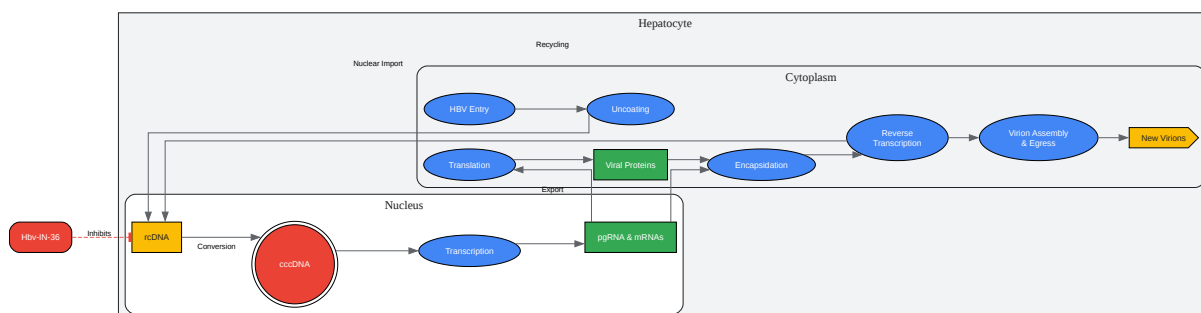 Hepatocyte
Recycling
Nuclear Import
Cytoplasm
HBV Entry
Uncoating
Reverse
Transcription
Virion Assembly
& Egress
New Virions
Translation
Viral Proteins
Encapsidation
Export
Nucleus
Hbv-IN-36
Inhibits
rcDNA
Conversion
cccDNA
Transcription
pgRNA & mRNAs